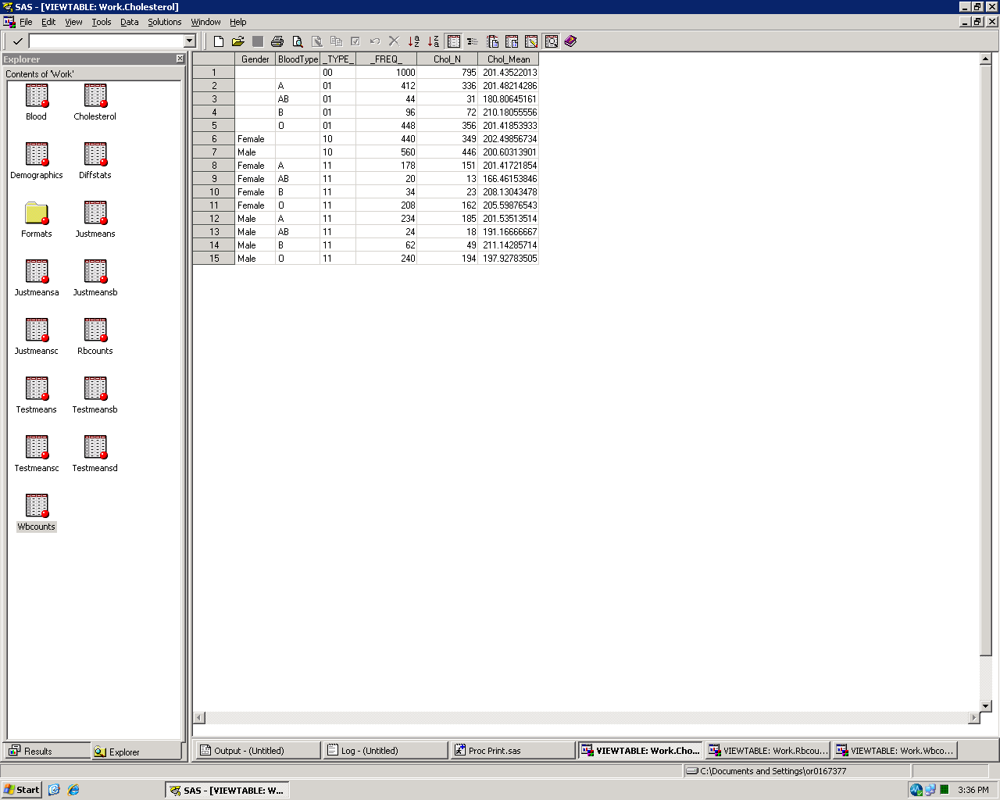 SAS - [VIEWTABLE: Work.Cholesterol]
File Edit View Tools Data Solutions Window Help
Explorer
Contents of 'Work'
Blood Cholesterol
Demographics Diffstats
Formats Justmeans
Justmeansa Justmeansb
Justmeansc Rbcounts
Testmeans Testmeansb
Testmeansc Testmeansd
Wbcounts
Results Explorer
Gender BloodType _TYPE_ _FREQ_ Chol_N Chol_Mean
1 00 1000 795 201.43522013
2 A 01 412 336 201.48214286
3 AB 01 44 31 180.80645161
4 B 01 96 72 210.18055556
5 O 01 448 356 201.41853933
6 Female 10 440 349 202.49856734
7 Male 10 560 446 200.60313901
8 Female A 11 178 151 201.41721854
9 Female AB 11 20 13 166.46153846
10 Female B 11 34 23 208.13043478
11 Female O 11 208 162 205.59876543
12 Male A 11 234 185 201.53513514
13 Male AB 11 24 18 191.16666667
14 Male B 11 62 49 211.14285714
15 Male O 11 240 194 197.92783505
Output - (Untitled) Log - (Untitled) Proc Print.sas VIEWTABLE: Work.Cho... VIEWTABLE: Work.Rbcou... VIEWTABLE: Work.Wbco...
C:\Documents and Settings\or0167377
Start SAS - [VIEWTABLE: W... 3:36 PM